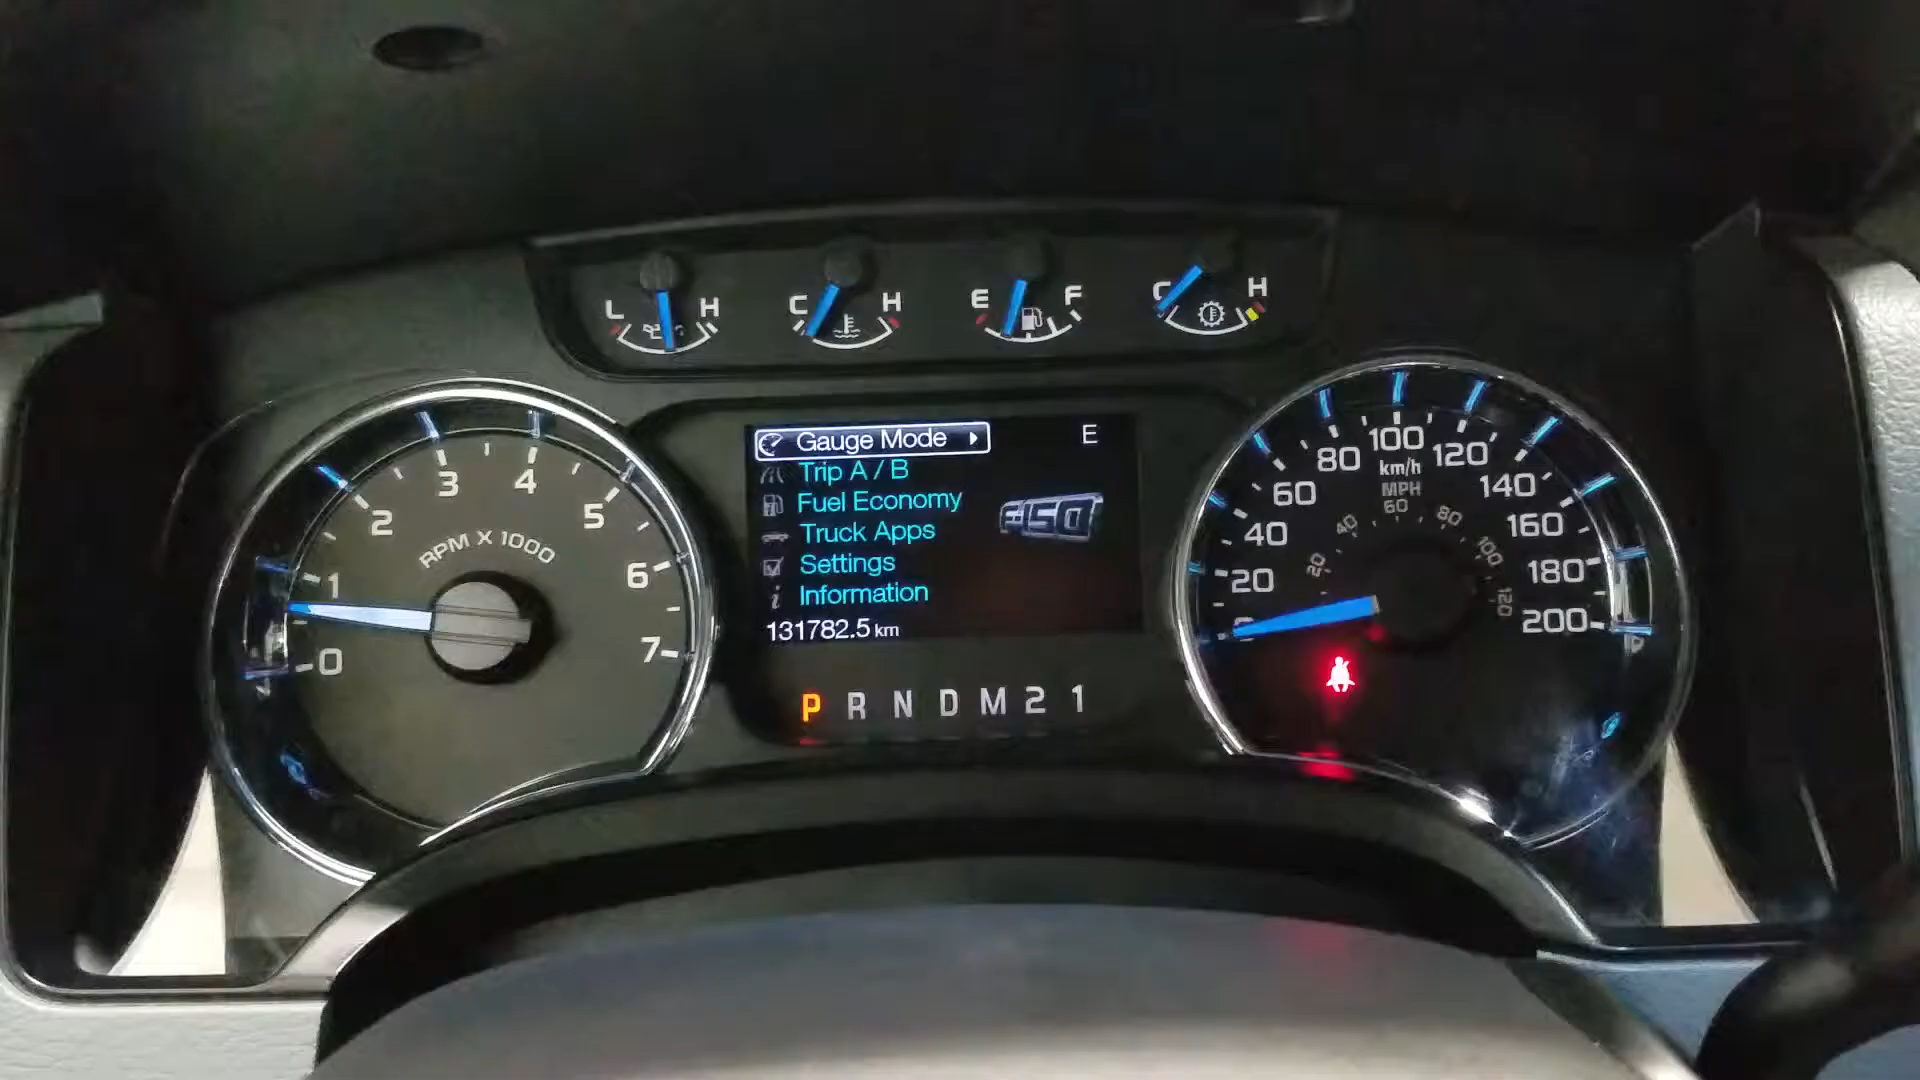 L H
C H
E F
C H
0 1 2 3 4 5 6 7
RPM X 1000
Gauge Mode
E
Trip A / B
Fuel Economy
F-150
Truck Apps
Settings
Information
131782.5 km
P R N D M 2 1
20 40 60 80 100 120 140 160 180 200
km/h
MPH
20 40 60 80 100 120